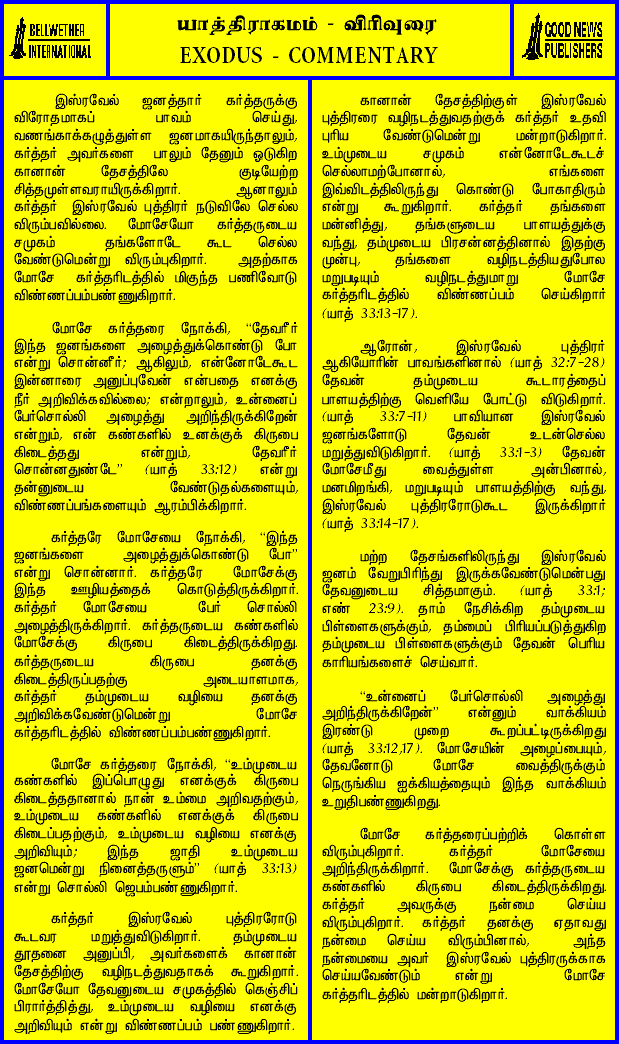 BELLWETHER
INTERNATIONAL
யாத்திராகமம் - விரிவுரை
EXODUS - COMMENTARY
GOOD NEWS
PUBLISHERS
இஸ்ரவேல் ஜனத்தார் கர்த்தருக்கு
விரோதமாகப் பாவம் செய்து,
வணங்காக்கழுத்துள்ள ஜனமாகயிருந்தாலும்,
கர்த்தர் அவர்களை பாலும் தேனும் ஓடுகிற
கானான் தேசத்திலே குடியேற்ற
சித்தமுள்ளவராயிருக்கிறார். ஆனாலும்
கர்த்தர் இஸ்ரவேல் புத்திரர் நடுவிலே செல்ல
விரும்பவில்லை. மோசேயோ கர்த்தருடைய
சமுகம் தங்களோடே கூட செல்ல
வேண்டுமென்று விரும்புகிறார். அதற்காக
மோசே கர்த்தரிடத்தில் மிகுந்த பணிவோடு
விண்ணப்பம்பண்ணுகிறார்.
மோசே கர்த்தரை நோக்கி, “தேவரீர்
இந்த ஜனங்களை அழைத்துக்கொண்டு போ
என்று சொன்னீர்; ஆகிலும், என்னோடேகூட
இன்னாரை அனுப்புவேன் என்பதை எனக்கு
நீர் அறிவிக்கவில்லை; என்றாலும், உன்னைப்
பேர்சொல்லி அழைத்து அறிந்திருக்கிறேன்
என்றும், என் கண்களில் உனக்குக் கிருபை
கிடைத்தது என்றும், தேவரீர்
சொன்னதுண்டே” (யாத் 33:12) என்று
தன்னுடைய வேண்டுதல்களையும்,
விண்ணப்பங்களையும் ஆரம்பிக்கிறார்.
கர்த்தரே மோசேயை நோக்கி, “இந்த
ஜனங்களை அழைத்துக்கொண்டு போ”
என்று சொன்னார். கர்த்தரே மோசேக்கு
இந்த ஊழியத்தைக் கொடுத்திருக்கிறார்.
கர்த்தர் மோசேயை பேர் சொல்லி
அழைத்திருக்கிறார். கர்த்தருடைய கண்களில்
மோசேக்கு கிருபை கிடைத்திருக்கிறது.
கர்த்தருடைய கிருபை தனக்கு
கிடைத்திருப்பதற்கு அடையாளமாக,
கர்த்தர் தம்முடைய வழியை தனக்கு
அறிவிக்கவேண்டுமென்று மோசே
கர்த்தரிடத்தில் விண்ணப்பம்பண்ணுகிறார்.
மோசே கர்த்தரை நோக்கி, “உம்முடைய
கண்களில் இப்பொழுது எனக்குக் கிருபை
கிடைத்ததானால் நான் உம்மை அறிவதற்கும்,
உம்முடைய கண்களில் எனக்குக் கிருபை
கிடைப்பதற்கும், உம்முடைய வழியை எனக்கு
அறிவியும்; இந்த ஜாதி உம்முடைய
ஜனமென்று நினைத்தருளும்” (யாத் 33:13)
என்று சொல்லி ஜெபம்பண்ணுகிறார்.
கர்த்தர் இஸ்ரவேல் புத்திரரோடு
கூடவர மறுத்துவிடுகிறார். தம்முடைய
தூதனை அனுப்பி, அவர்களைக் கானான்
தேசத்திற்கு வழிநடத்துவதாகக் கூறுகிறார்.
மோசேயோ தேவனுடைய சமுகத்தில் கெஞ்சிப்
பிரார்த்தித்து, உம்முடைய வழியை எனக்கு
அறிவியும் என்று விண்ணப்பம் பண்ணுகிறார்.
கானான் தேசத்திற்குள் இஸ்ரவேல்
புத்திரரை வழிநடத்துவதற்குக் கர்த்தர் உதவி
புரிய வேண்டுமென்று மன்றாடுகிறார்.
உம்முடைய சமுகம் என்னோடேகூடச்
செல்லாமற்போனால், எங்களை
இவ்விடத்திலிருந்து கொண்டு போகாதிரும்
என்று கூறுகிறார். கர்த்தர் தங்களை
மன்னித்து, தங்களுடைய பாளயத்துக்கு
வந்து, தம்முடைய பிரசன்னத்தினால் இதற்கு
முன்பு, தங்களை வழிநடத்தியதுபோல
மறுபடியும் வழிநடத்துமாறு மோசே
கர்த்தரிடத்தில் விண்ணப்பம் செய்கிறார்
(யாத் 33:13-17).
ஆரோன், இஸ்ரவேல் புத்திரர்
ஆகியோரின் பாவங்களினால் (யாத் 32:7-28)
தேவன் தம்முடைய கூடாரத்தைப்
பாளயத்திற்கு வெளியே போட்டு விடுகிறார்.
(யாத் 33:7-11) பாவியான இஸ்ரவேல்
ஜனங்களோடு தேவன் உடன்செல்ல
மறுத்துவிடுகிறார். (யாத் 33:1-3) தேவன்
மோசேமீது வைத்துள்ள அன்பினால்,
மனமிறங்கி, மறுபடியும் பாளயத்திற்கு வந்து,
இஸ்ரவேல் புத்திரரோடுகூட இருக்கிறார்
(யாத் 33:14-17).
மற்ற தேசங்களிலிருந்து இஸ்ரவேல்
ஜனம் வேறுபிரிந்து இருக்கவேண்டுமென்பது
தேவனுடைய சித்தமாகும். (யாத் 33:1;
எண் 23:9). தாம் நேசிக்கிற தம்முடைய
பிள்ளைகளுக்கும், தம்மைப் பிரியப்படுத்துகிற
தம்முடைய பிள்ளைகளுக்கும் தேவன் பெரிய
காரியங்களைச் செய்வார்.
“உன்னைப் பேர்சொல்லி அழைத்து
அறிந்திருக்கிறேன்” என்னும் வாக்கியம்
இரண்டு முறை கூறப்பட்டிருக்கிறது
(யாத் 33:12,17). மோசேயின் அழைப்பையும்,
தேவனோடு மோசே வைத்திருக்கும்
நெருங்கிய ஐக்கியத்தையும் இந்த வாக்கியம்
உறுதிபண்ணுகிறது.
மோசே கர்த்தரைப்பற்றிக் கொள்ள
விரும்புகிறார். கர்த்தர் மோசேயை
அறிந்திருக்கிறார். மோசேக்கு கர்த்தருடைய
கண்களில் கிருபை கிடைத்திருக்கிறது.
கர்த்தர் அவருக்கு நன்மை செய்ய
விரும்புகிறார். கர்த்தர் தனக்கு ஏதாவது
நன்மை செய்ய விரும்பினால், அந்த
நன்மையை அவர் இஸ்ரவேல் புத்திருக்காக
செய்யவேண்டும் என்று மோசே
கர்த்தரிடத்தில் மன்றாடுகிறார்.